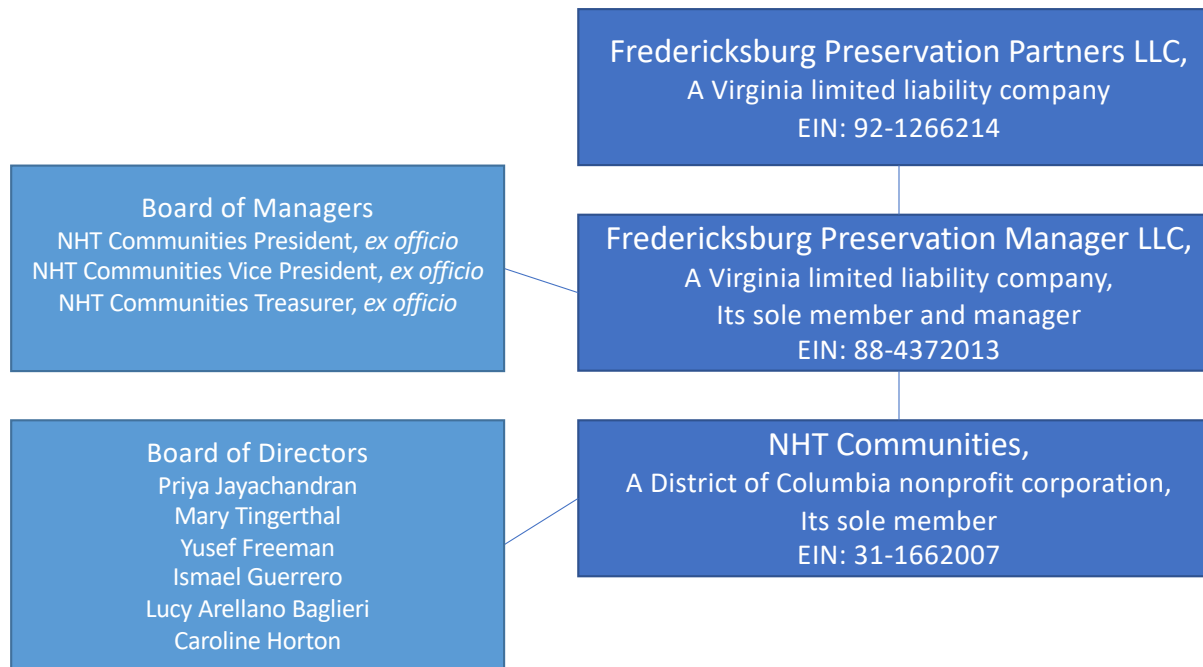 Fredericksburg Preservation Partners LLC,
A Virginia limited liability company
EIN: 92-1266214
Board of Managers
NHT Communities President, ex officio
NHT Communities Vice President, ex officio
NHT Communities Treasurer, ex officio
Fredericksburg Preservation Manager LLC,
A Virginia limited liability company,
Its sole member and manager
EIN: 88-4372013
Board of Directors
Priya Jayachandran
Mary Tingerthal
Yusef Freeman
Ismael Guerrero
Lucy Arellano Baglieri
Caroline Horton
NHT Communities,
A District of Columbia nonprofit corporation,
Its sole member
EIN: 31-1662007